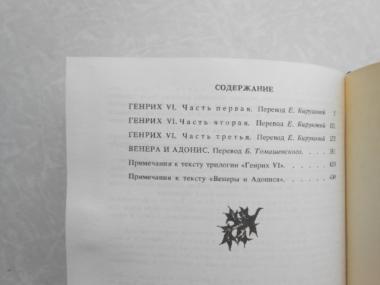 СОДЕРЖАНИЕ
ГЕНРИХ VI. Часть первая. Перевод Е. Бируковой
ГЕНРИХ VI. Часть вторая. Перевод Е. Бируковой
ГЕНРИХ VI. Часть третья. Перевод Е. Бируковой
ВЕНЕРА И АДОНИС. Перевод Б. Томашевского. . . . .
Примечания к тексту трилогии «Генрих VI». . . . . .
Примечания к тексту «Венеры и Адониса». . . . . .